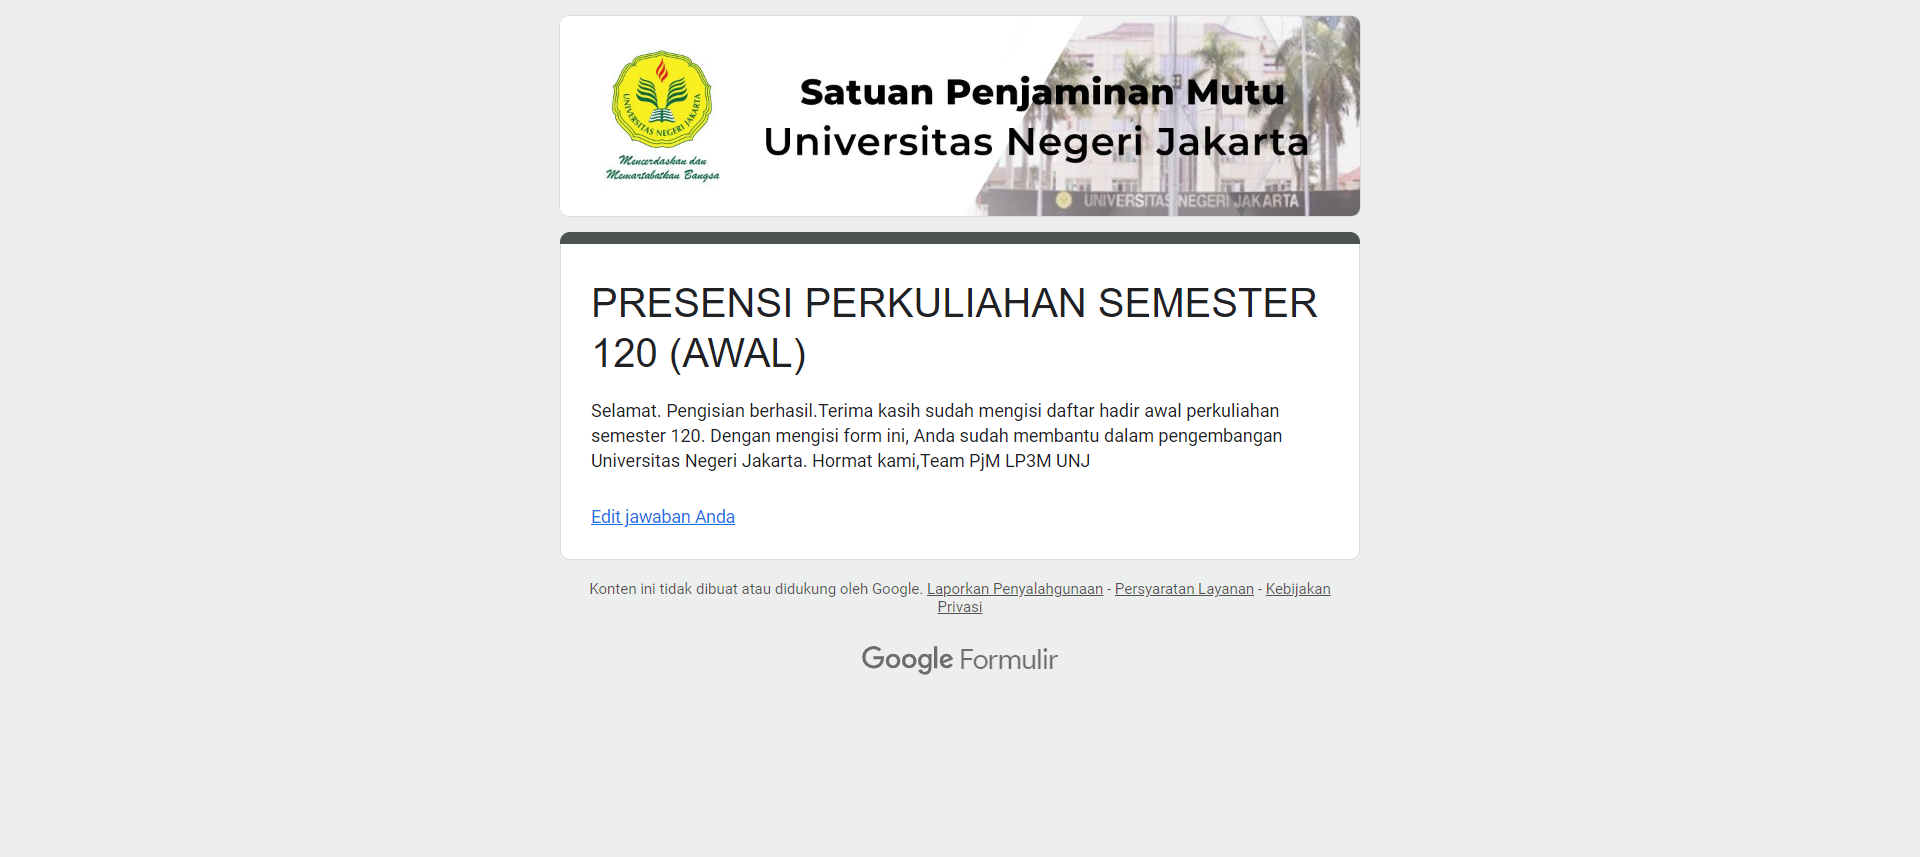 UNIVERSITAS NEGERI JAKARTA
Mencerdaskan dan
Memartabatkan Bangsa
Satuan Penjaminan Mutu
Universitas Negeri Jakarta
UNIVERSITAS NEGERI JAKARTA
PRESENSI PERKULIAHAN SEMESTER
120 (AWAL)
Selamat. Pengisian berhasil.Terima kasih sudah mengisi daftar hadir awal perkuliahan
semester 120. Dengan mengisi form ini, Anda sudah membantu dalam pengembangan
Universitas Negeri Jakarta. Hormat kami,Team PjM LP3M UNJ
Edit jawaban Anda
Konten ini tidak dibuat atau didukung oleh Google. Laporkan Penyalahgunaan - Persyaratan Layanan - Kebijakan
Privasi
Google Formulir